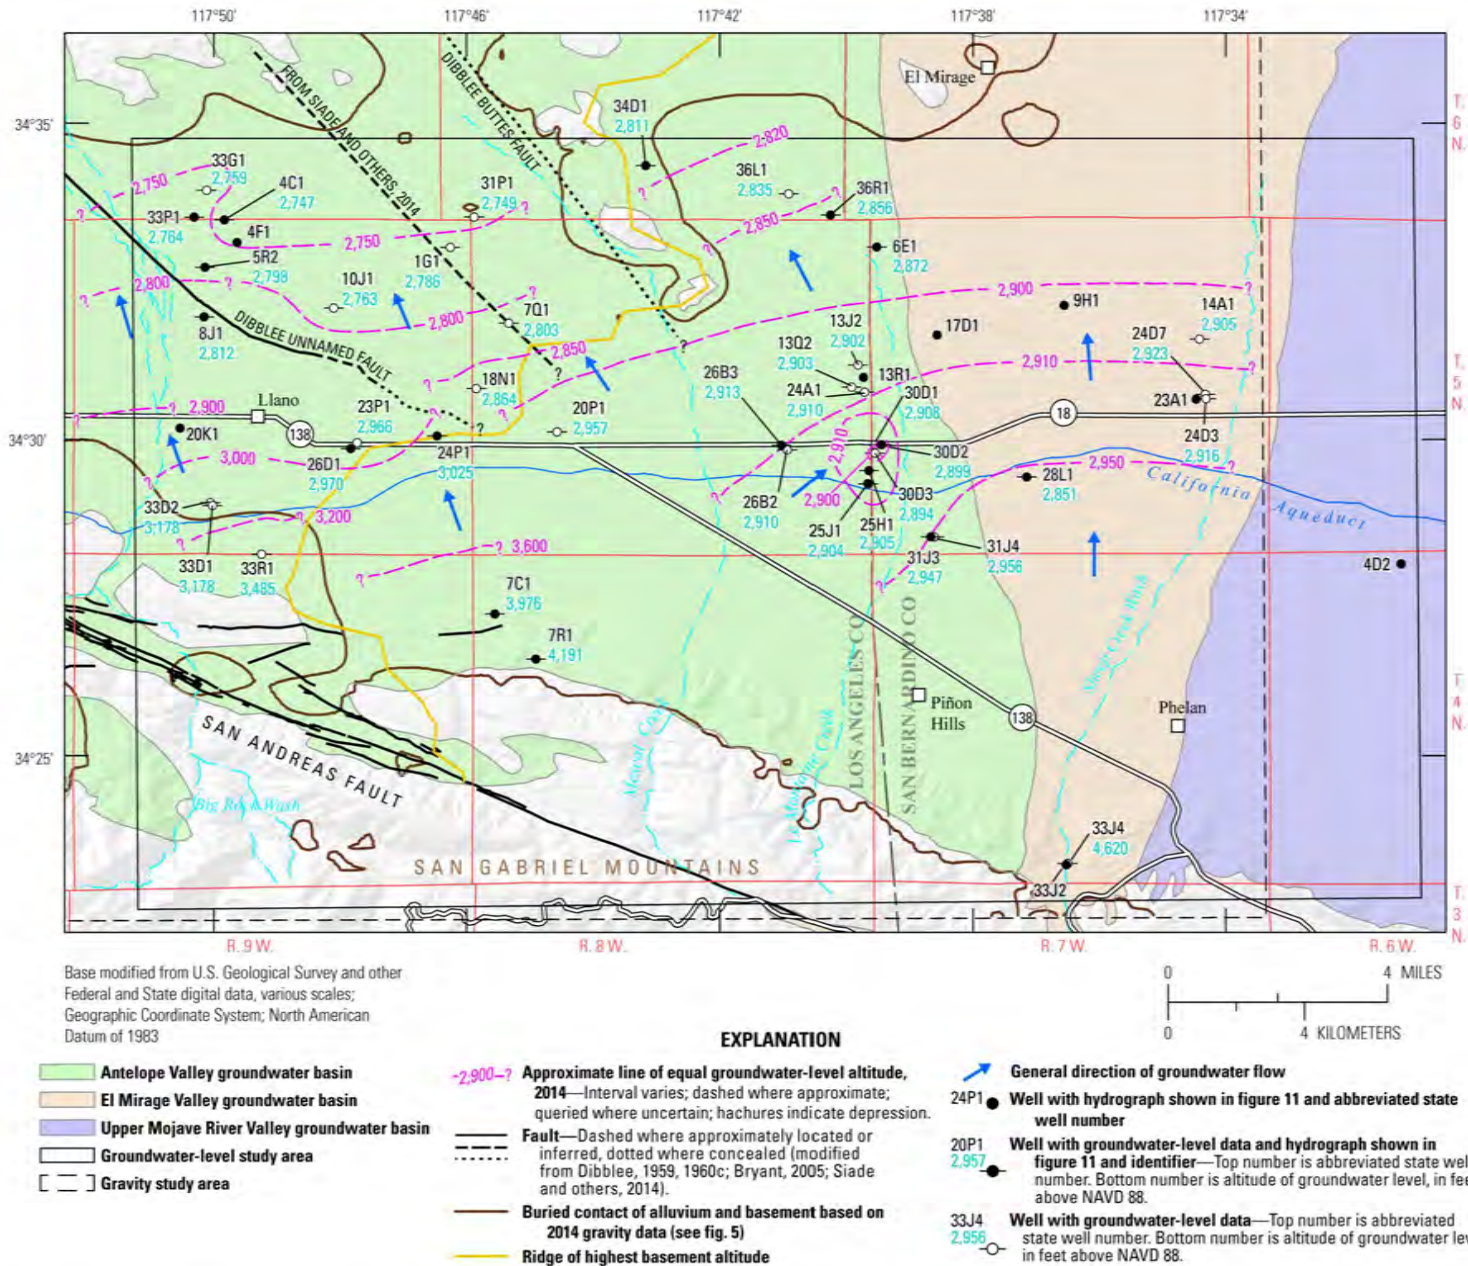 117°50' 117°46' 117°42' 117°38' 117°34'
El Mirage
FROM SIADE AND OTHERS, 2014
DIBBLEE BUTTES FAULT
T. 6 N.
34°35'
34D1
2,811
2,820
33G1
2,759
2,750
4C1
2,747
31P1
2,749
36L1
2,835
36R1
2,856
33P1
2,764
4F1
2,750
2,850
6E1
2,872
5R2
2,798
1G1
2,786
10J1
2,763
2,800
2,800
2,900
9H1
14A1
2,905
8J1
2,812
DIBBLEE UNNAMED FAULT
7Q1
2,803
13J2
2,902
17D1
24D7
2,923
2,850
13Q2
2,903
2,910
T. 5 N.
18N1
2,864
26B3
2,913
24A1
2,910
13R1
30D1
2,908
23A1
Llano
2,900
23P1
2,966
20P1
2,957
18
34°30'
20K1
138
2,910
30D2
2,899
24D3
2,916
3,000
26D1
2,970
24P1
3,025
2,950
28L1
2,851
California Aqueduct
33D2
3,178
26B2
2,910
2,900
30D3
2,894
3,200
25J1
2,904
25H1
2,905
31J4
2,956
33D1
3,178
33R1
3,485
3,600
31J3
2,947
4D2
7C1
3,976
7R1
4,191
LOS ANGELES CO
SAN BERNARDINO CO
T. 4 N.
Piñon
Hills
138
Phelan
SAN ANDREAS FAULT
34°25'
Big Rock Wash
33J4
4,620
SAN GABRIEL MOUNTAINS
33J2
T. 3 N.
R. 9 W. R. 8 W. R. 7 W. R. 6 W.
Base modified from U.S. Geological Survey and other
Federal and State digital data, various scales;
Geographic Coordinate System; North American
Datum of 1983
0 4 MILES
0 4 KILOMETERS
EXPLANATION
Antelope Valley groundwater basin
El Mirage Valley groundwater basin
Upper Mojave River Valley groundwater basin
Groundwater-level study area
Gravity study area
-2,900-? Approximate line of equal groundwater-level altitude,
2014—Interval varies; dashed where approximate;
queried where uncertain; hachures indicate depression.
Fault—Dashed where approximately located or
inferred, dotted where concealed (modified
from Dibblee, 1959, 1960c; Bryant, 2005; Siade
and others, 2014).
Buried contact of alluvium and basement based on
2014 gravity data (see fig. 5)
Ridge of highest basement altitude
General direction of groundwater flow
24P1 Well with hydrograph shown in figure 11 and abbreviated state
well number
20P1 Well with groundwater-level data and hydrograph shown in
2,957 figure 11 and identifier—Top number is abbreviated state wel
number. Bottom number is altitude of groundwater level, in fee
above NAVD 88.
33J4 Well with groundwater-level data—Top number is abbreviated
2,956 state well number. Bottom number is altitude of groundwater lev
in feet above NAVD 88.